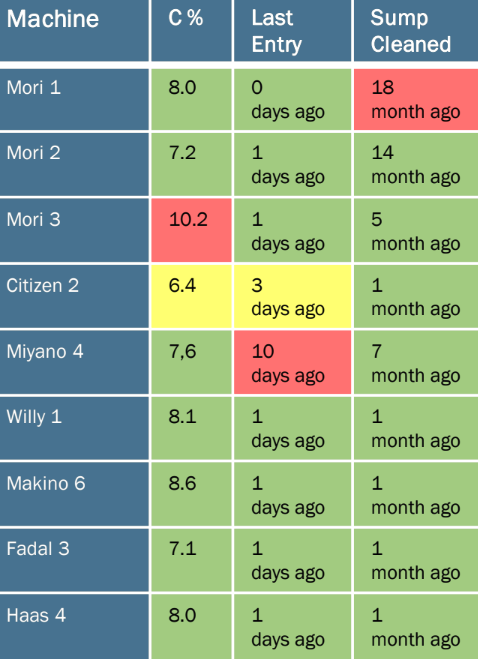 Machine C % Last Entry Sump Cleaned
Mori 1 8.0 0 days ago 18 month ago
Mori 2 7.2 1 days ago 14 month ago
Mori 3 10.2 1 days ago 5 month ago
Citizen 2 6.4 3 days ago 1 month ago
Miyano 4 7,6 10 days ago 7 month ago
Willy 1 8.1 1 days ago 1 month ago
Makino 6 8.6 1 days ago 1 month ago
Fadal 3 7.1 1 days ago 1 month ago
Haas 4 8.0 1 days ago 1 month ago